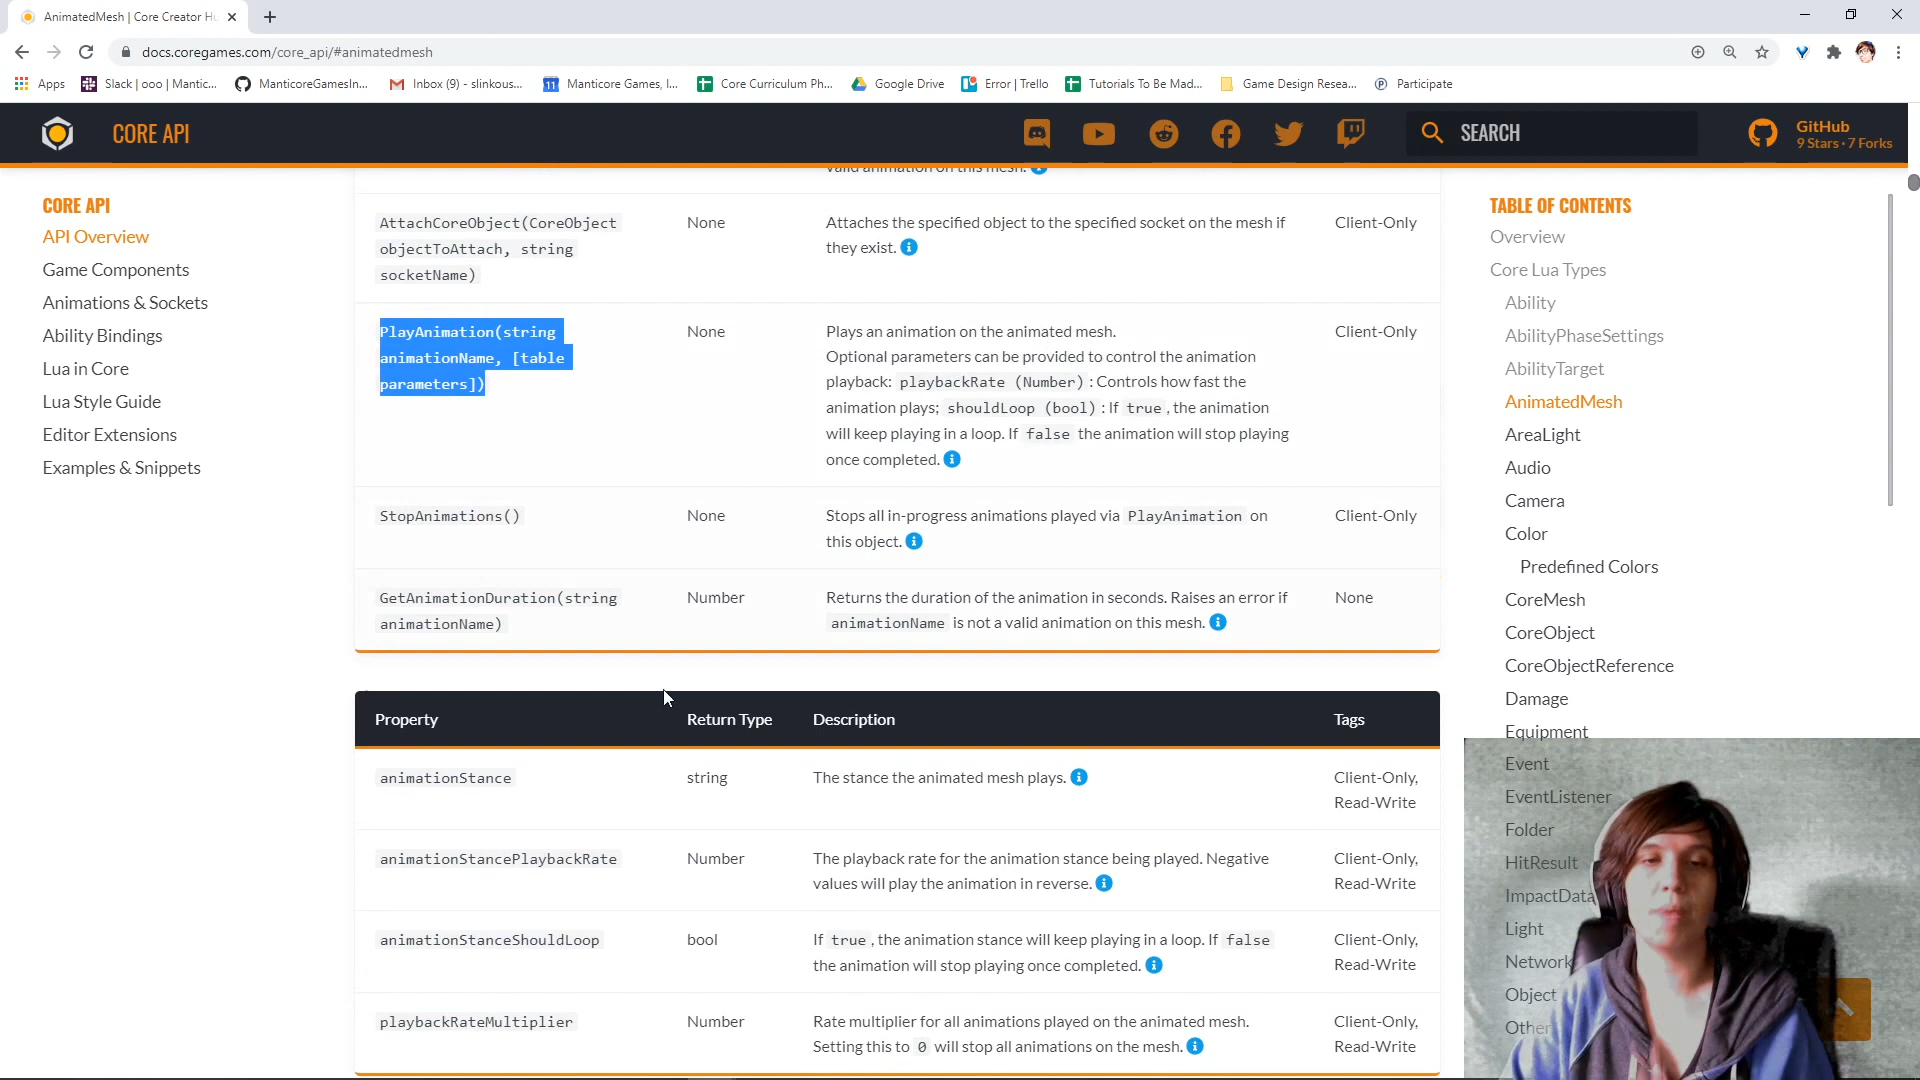 AnimatedMesh | Core Creator Hu
docs.coregames.com/core_api/#animatedmesh
Apps
Slack | ooo | Mantic...
ManticoreGamesIn...
Inbox (9) - slinkous...
Manticore Games, I...
Core Curriculum Ph...
Google Drive
Error | Trello
Tutorials To Be Mad...
Game Design Resea...
Participate
CORE API
SEARCH
GitHub
9 Stars · 7 Forks
CORE API
API Overview
Game Components
Animations & Sockets
Ability Bindings
Lua in Core
Lua Style Guide
Editor Extensions
Examples & Snippets
valid animation on this mesh.
AttachCoreObject(CoreObject
objectToAttach, string
socketName)
None
Attaches the specified object to the specified socket on the mesh if
they exist.
Client-Only
PlayAnimation(string
animationName, [table
parameters])
None
Plays an animation on the animated mesh.
Optional parameters can be provided to control the animation
playback: playbackRate (Number) : Controls how fast the
animation plays; shouldLoop (bool) : If true , the animation
will keep playing in a loop. If false the animation will stop playing
once completed.
Client-Only
StopAnimations()
None
Stops all in-progress animations played via PlayAnimation on
this object.
Client-Only
GetAnimationDuration(string
animationName)
Number
Returns the duration of the animation in seconds. Raises an error if
animationName is not a valid animation on this mesh.
None
Property
Return Type
Description
Tags
animationStance
string
The stance the animated mesh plays.
Client-Only,
Read-Write
animationStancePlaybackRate
Number
The playback rate for the animation stance being played. Negative
values will play the animation in reverse.
Client-Only,
Read-Write
animationStanceShouldLoop
bool
If true , the animation stance will keep playing in a loop. If false
the animation will stop playing once completed.
Client-Only,
Read-Write
playbackRateMultiplier
Number
Rate multiplier for all animations played on the animated mesh.
Setting this to 0 will stop all animations on the mesh.
Client-Only,
Read-Write
TABLE OF CONTENTS
Overview
Core Lua Types
Ability
AbilityPhaseSettings
AbilityTarget
AnimatedMesh
AreaLight
Audio
Camera
Color
Predefined Colors
CoreMesh
CoreObject
CoreObjectReference
Damage
Equipment
Event
EventListener
Folder
HitResult
ImpactData
Light
Network
Object
Other